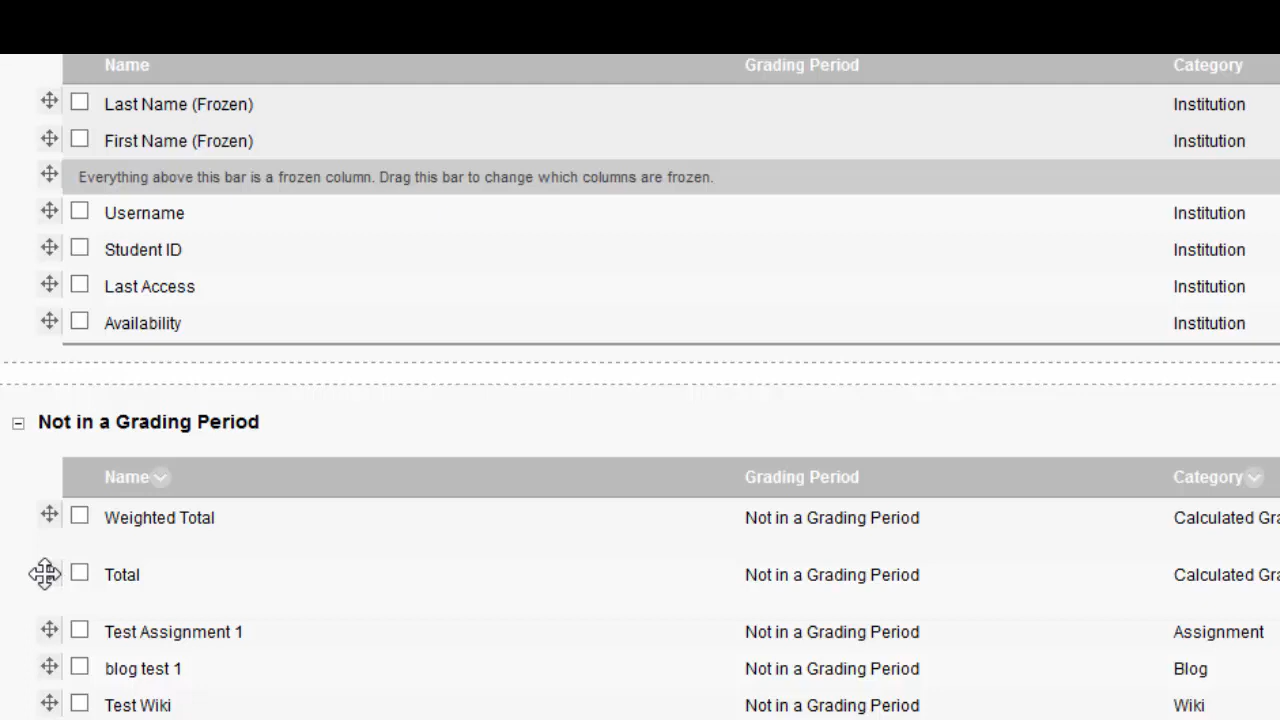 Name Grading Period Category
Last Name (Frozen) Institution
First Name (Frozen) Institution
Everything above this bar is a frozen column. Drag this bar to change which columns are frozen.
Username Institution
Student ID Institution
Last Access Institution
Availability Institution
Not in a Grading Period
Name Grading Period Category
Weighted Total Not in a Grading Period Calculated Gra
Total Not in a Grading Period Calculated Gra
Test Assignment 1 Not in a Grading Period Assignment
blog test 1 Not in a Grading Period Blog
Test Wiki Not in a Grading Period Wiki